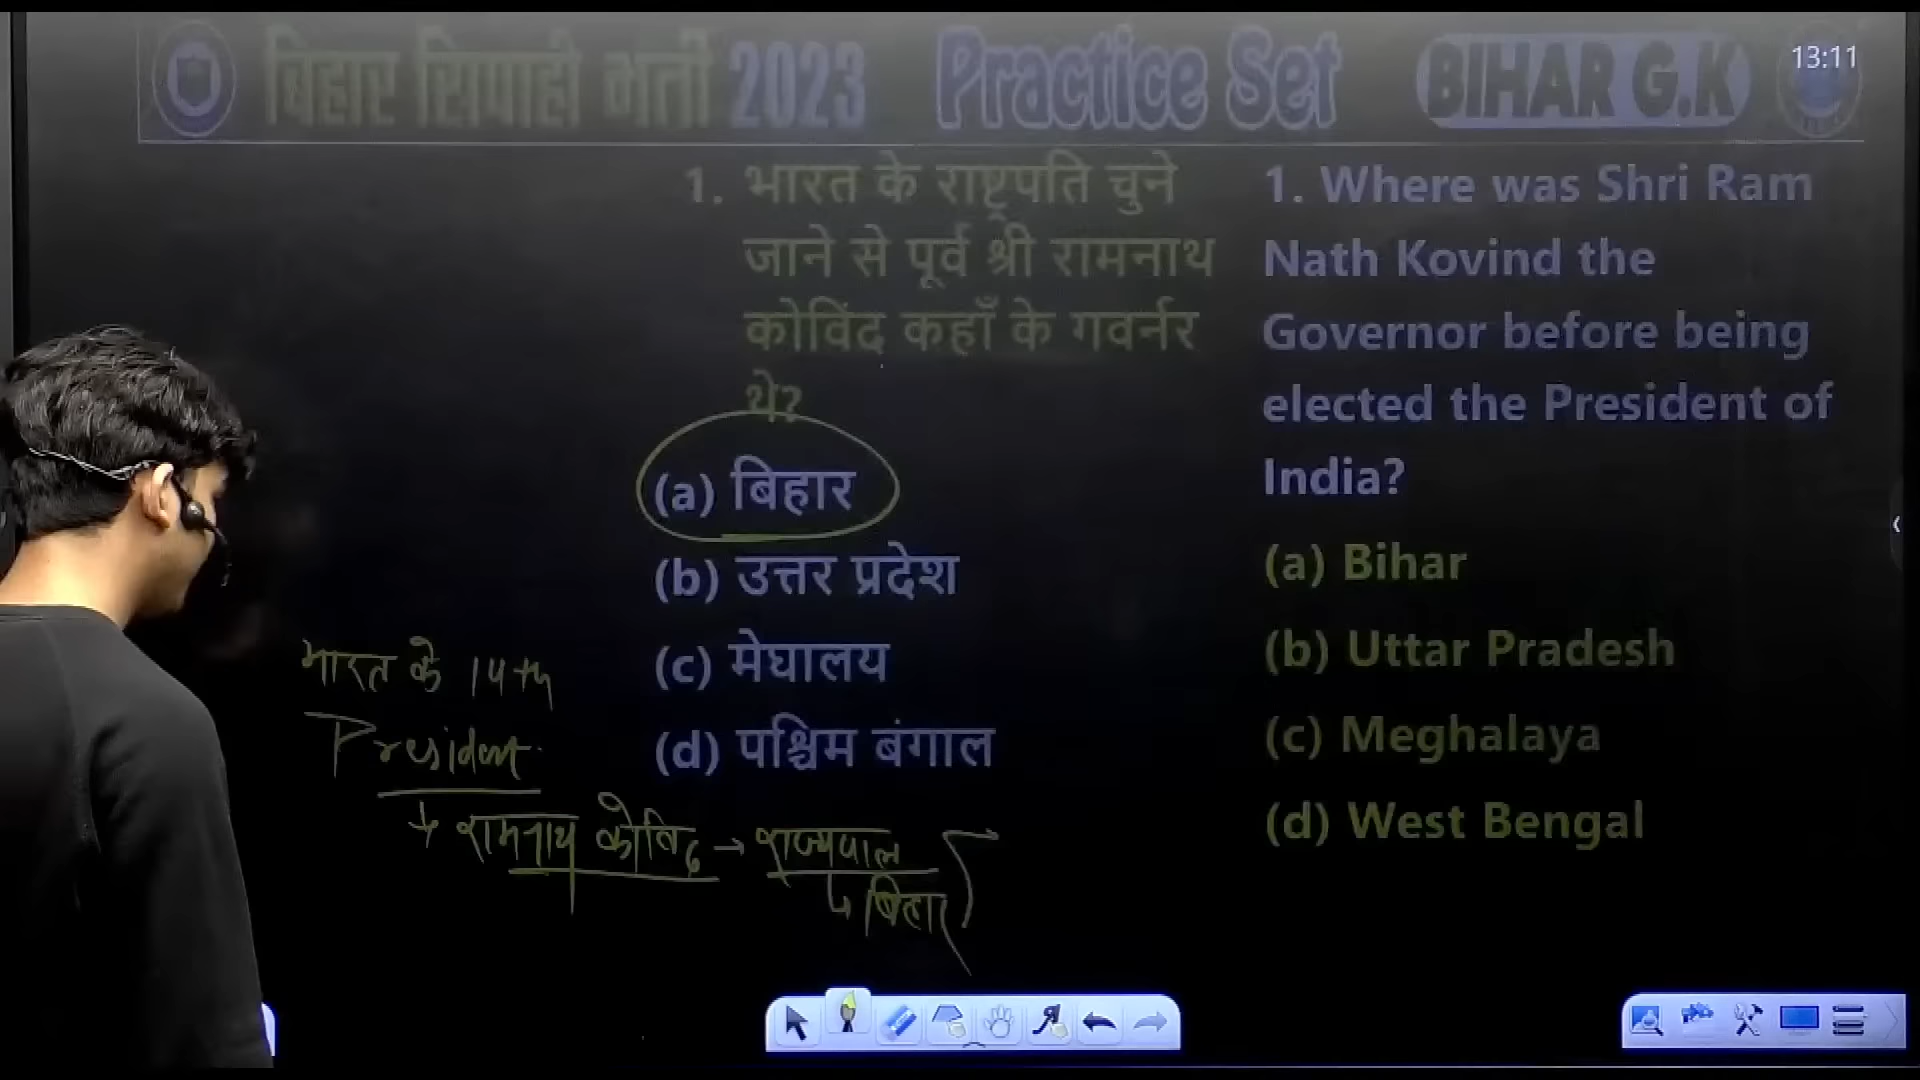 बिहार सिपाही भर्ती 2023 Practice Set BIHAR G.K
13:11
1. भारत के राष्ट्रपति चुने
जाने से पूर्व श्री रामनाथ
कोविंद कहाँ के गवर्नर
थे?
(a) बिहार
(b) उत्तर प्रदेश
(c) मेघालय
(d) पश्चिम बंगाल
1. Where was Shri Ram
Nath Kovind the
Governor before being
elected the President of
India?
(a) Bihar
(b) Uttar Pradesh
(c) Meghalaya
(d) West Bengal
भारत के 14th
President
रामनाथ कोविद → राज्यपाल
बिहार